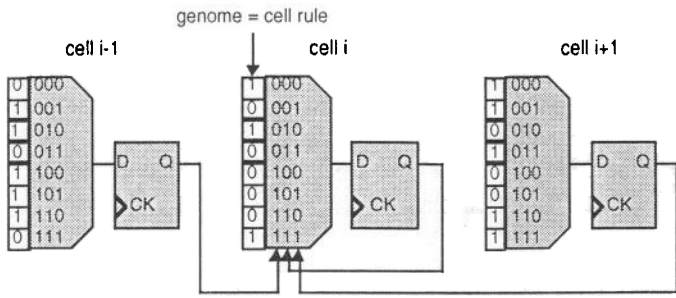 genome = cell rule
cell i-1 cell i cell i+1
0 000 1 000 1 000
1 001 0 001 1 001
1 010 1 010 0 010
0 011 1 011 1 011
D Q D Q D Q
1 100 0 100 0 100
1 101 0 101 0 101
CK CK CK
1 110 0 110 1 110
0 111 1 111 1 111